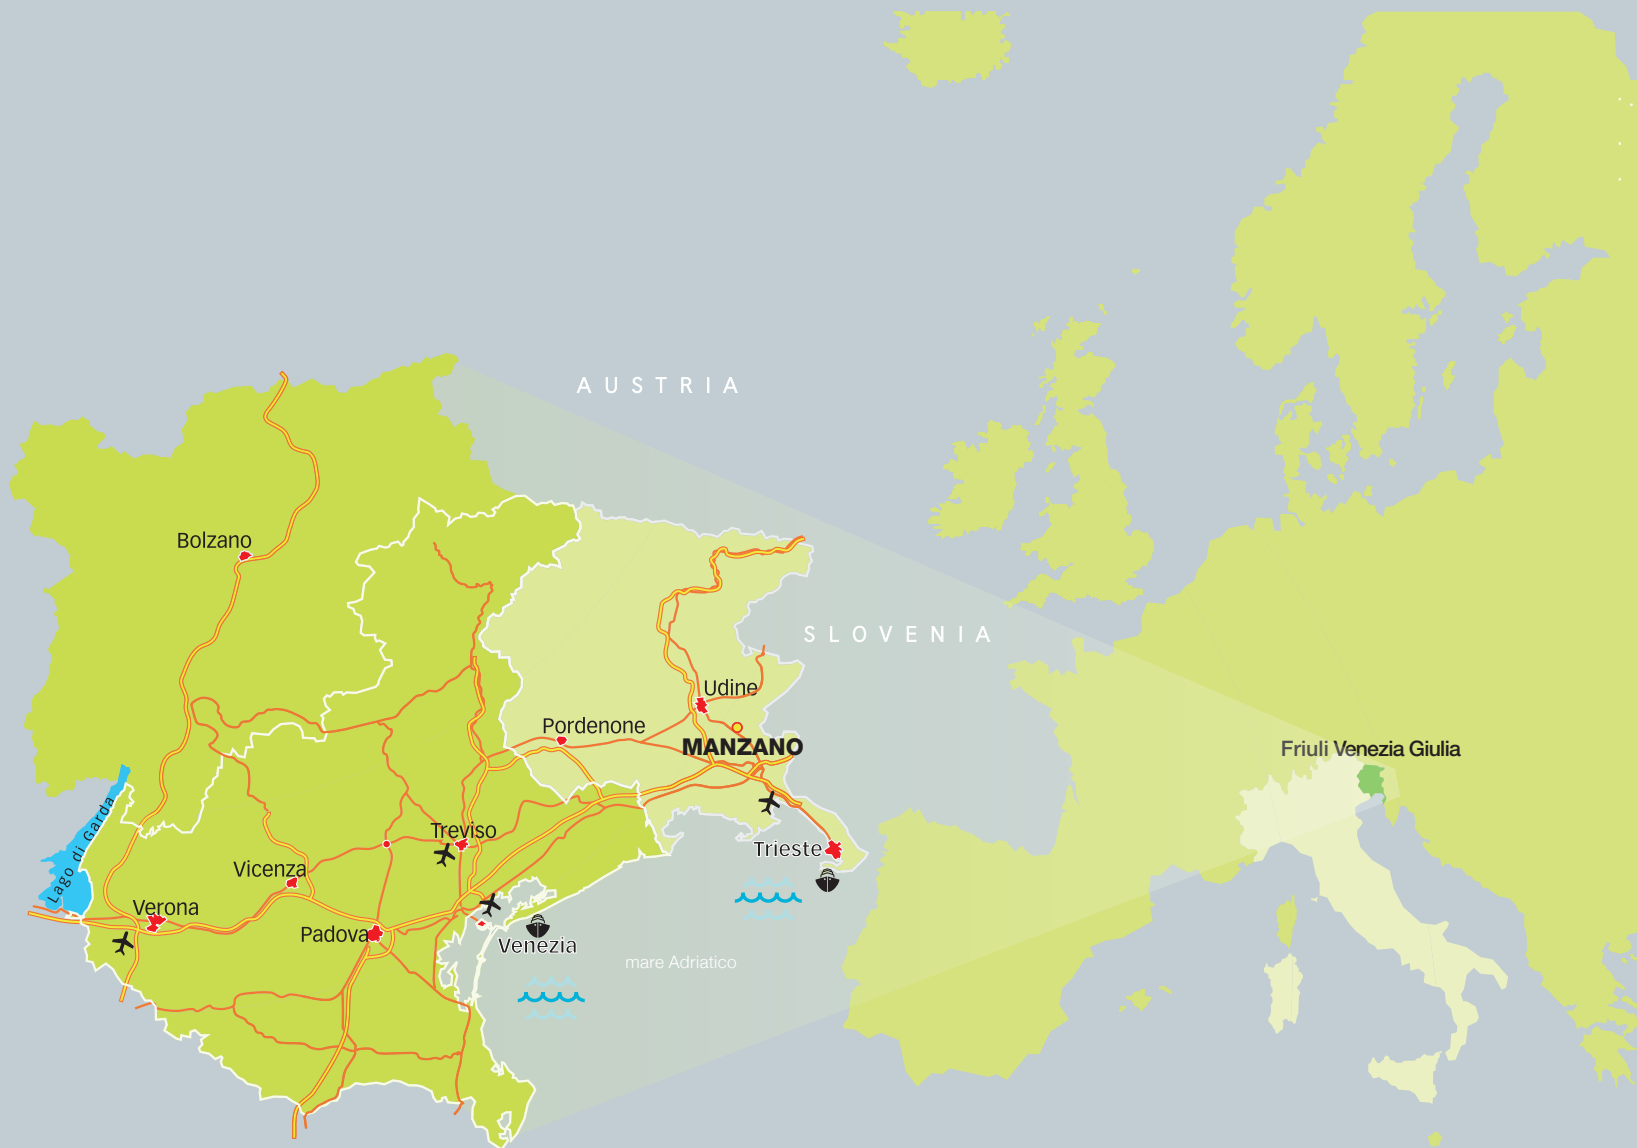 AUSTRIA
Bolzano
SLOVENIA
Udine
Pordenone
MANZANO
Friuli Venezia Giulia
Lago di Garda
Treviso
Trieste
Vicenza
Verona
Padova
Venezia
mare Adriatico